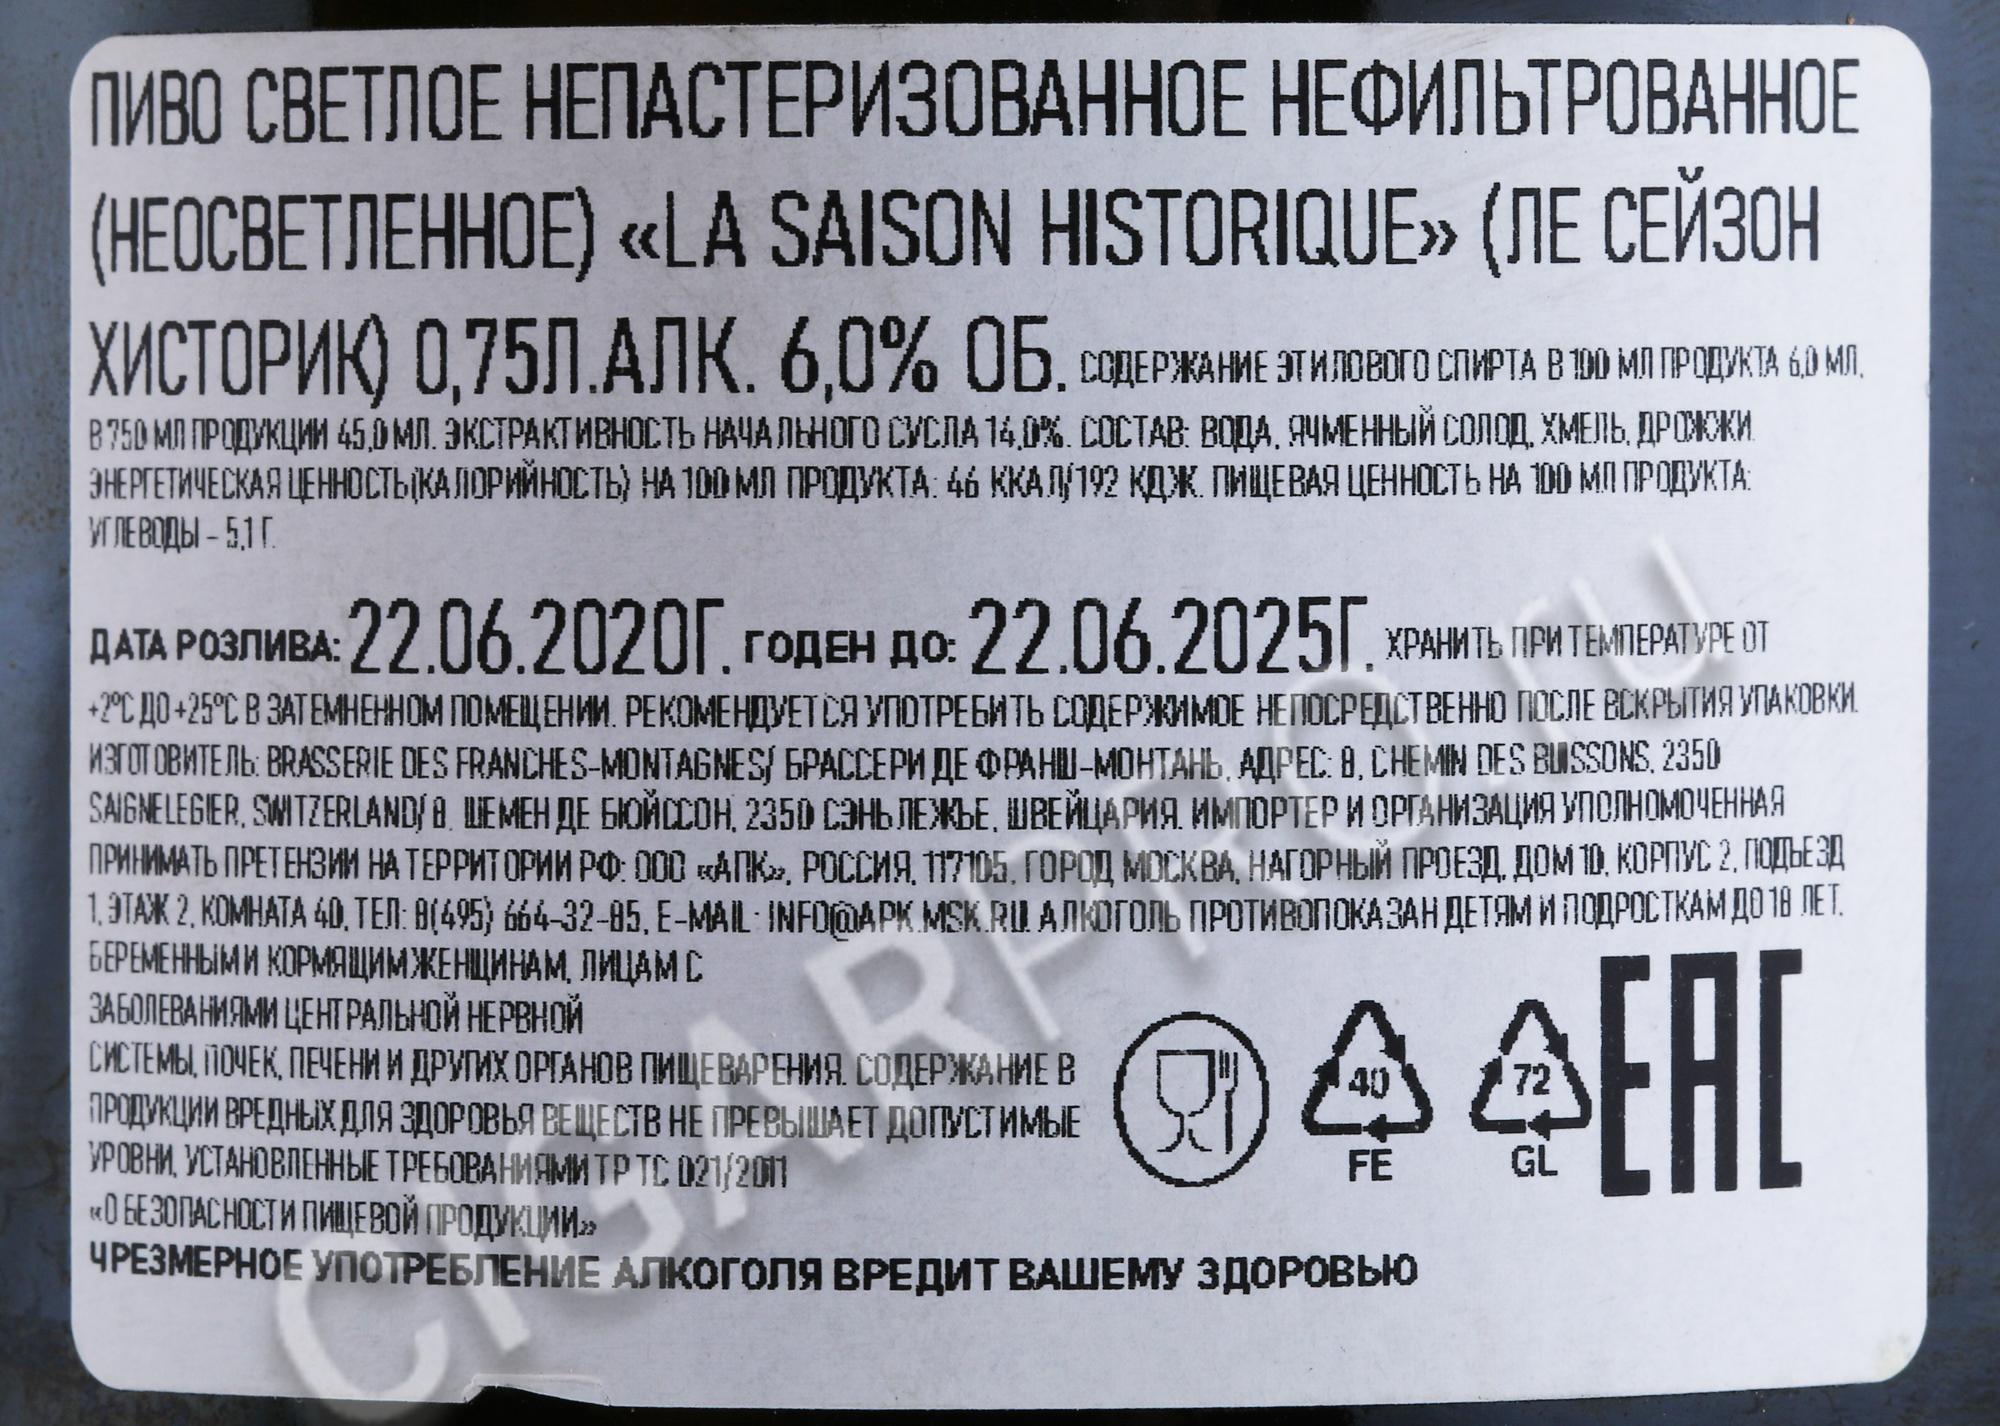 ПИВО СВЕТЛОЕ НЕПАСТЕРИЗОВАННОЕ НЕФИЛЬТРОВАННОЕ
(НЕОСВЕТЛЕННОЕ) «LA SAISON HISTORIQUE» (ЛЕ СЕЙЗОН
ХИСТОРИК) 0,75Л.АЛК. 6,0% ОБ. СОДЕРЖАНИЕ ЭТИЛОВОГО СПИРТА В 100 МЛ ПРОДУКТА 6,0 МЛ,
В 750 МЛ ПРОДУКЦИИ 45,0 МЛ. ЭКСТРАКТИВНОСТЬ НАЧАЛЬНОГО СУСЛА 14,0%. СОСТАВ: ВОДА, ЯЧМЕННЫЙ СОЛОД, ХМЕЛЬ, ДРОЖЖИ.
ЭНЕРГЕТИЧЕСКАЯ ЦЕННОСТЬ(КАЛОРИЙНОСТЬ) НА 100 МЛ ПРОДУКТА: 46 ККАЛ/192 КДЖ. ПИЩЕВАЯ ЦЕННОСТЬ НА 100 МЛ ПРОДУКТА:
УГЛЕВОДЫ – 5,1 Г.
ДАТА РОЗЛИВА: 22.06.2020Г. ГОДЕН ДО: 22.06.2025Г. ХРАНИТЬ ПРИ ТЕМПЕРАТУРЕ ОТ
+2°С ДО +25°С В ЗАТЕМНЕННОМ ПОМЕЩЕНИИ. РЕКОМЕНДУЕТСЯ УПОТРЕБИТЬ СОДЕРЖИМОЕ НЕПОСРЕДСТВЕННО ПОСЛЕ ВСКРЫТИЯ УПАКОВКИ.
ИЗГОТОВИТЕЛЬ: BRASSERIE DES FRANCHES-MONTAGNES/ БРАССЕРИ ДЕ ФРАНШ-МОНТАНЬ, АДРЕС: 8, CHEMIN DES BUISSONS, 2350
SAIGNELEGIER, SWITZERLAND/ 8, ШЕМЕН ДЕ БЮЙССОН, 2350 СЭНЬЛЕЖЬЕ, ШВЕЙЦАРИЯ. ИМПОРТЕР И ОРГАНИЗАЦИЯ УПОЛНОМОЧЕННАЯ
ПРИНИМАТЬ ПРЕТЕНЗИИ НА ТЕРРИТОРИИ РФ: ООО «АПК», РОССИЯ, 117105, ГОРОД МОСКВА, НАГОРНЫЙ ПРОЕЗД, ДОМ 10, КОРПУС 2, ПОДЬЕЗД
1, ЭТАЖ 2, КОМНАТА 40, ТЕЛ: 8(495) 664-32-85, E-MAIL: INFO@APK.MSK.RU. АЛКОГОЛЬ ПРОТИВОПОКАЗАН ДЕТЯМ И ПОДРОСТКАМ ДО 18 ЛЕТ,
БЕРЕМЕННЫМ И КОРМЯЩИМ ЖЕНЩИНАМ, ЛИЦАМ С
ЗАБОЛЕВАНИЯМИ ЦЕНТРАЛЬНОЙ НЕРВНОЙ
СИСТЕМЫ, ПОЧЕК, ПЕЧЕНИ И ДРУГИХ ОРГАНОВ ПИЩЕВАРЕНИЯ. СОДЕРЖАНИЕ В
ПРОДУКЦИИ ВРЕДНЫХ ДЛЯ ЗДОРОВЬЯ ВЕЩЕСТВ НЕ ПРЕВЫШАЕТ ДОПУСТИМЫЕ
УРОВНИ, УСТАНОВЛЕННЫЕ ТРЕБОВАНИЯМИ ТР ТС 021/2011
«О БЕЗОПАСНОСТИ ПИЩЕВОЙ ПРОДУКЦИИ»
ЧРЕЗМЕРНОЕ УПОТРЕБЛЕНИЕ АЛКОГОЛЯ ВРЕДИТ ВАШЕМУ ЗДОРОВЬЮ
40
FE
72
GL
EAC
CIGARPRO.ru